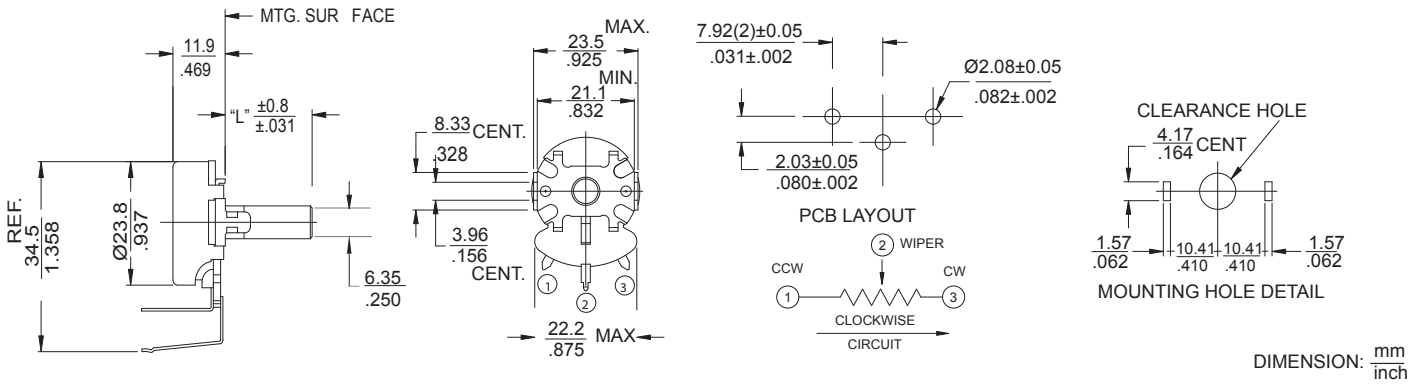 MTG. SUR FACE
11.9
.469
"L" ±0.8
±.031
REF.
34.5
1.358
Ø23.8
.937
6.35
.250
MAX.
23.5
.925
MIN.
21.1
.832
8.33 CENT.
.328
3.96
.156
CENT.
1
2
3
22.2 MAX
.875
7.92(2)±0.05
.031±.002
Ø2.08±0.05
.082±.002
2.03±0.05
.080±.002
PCB LAYOUT
2 WIPER
CCW
CW
1
3
CLOCKWISE
CIRCUIT
CLEARANCE HOLE
4.17 CENT
.164
1.57
.062
10.41
.410
10.41
.410
1.57
.062
MOUNTING HOLE DETAIL
DIMENSION: mm
inch